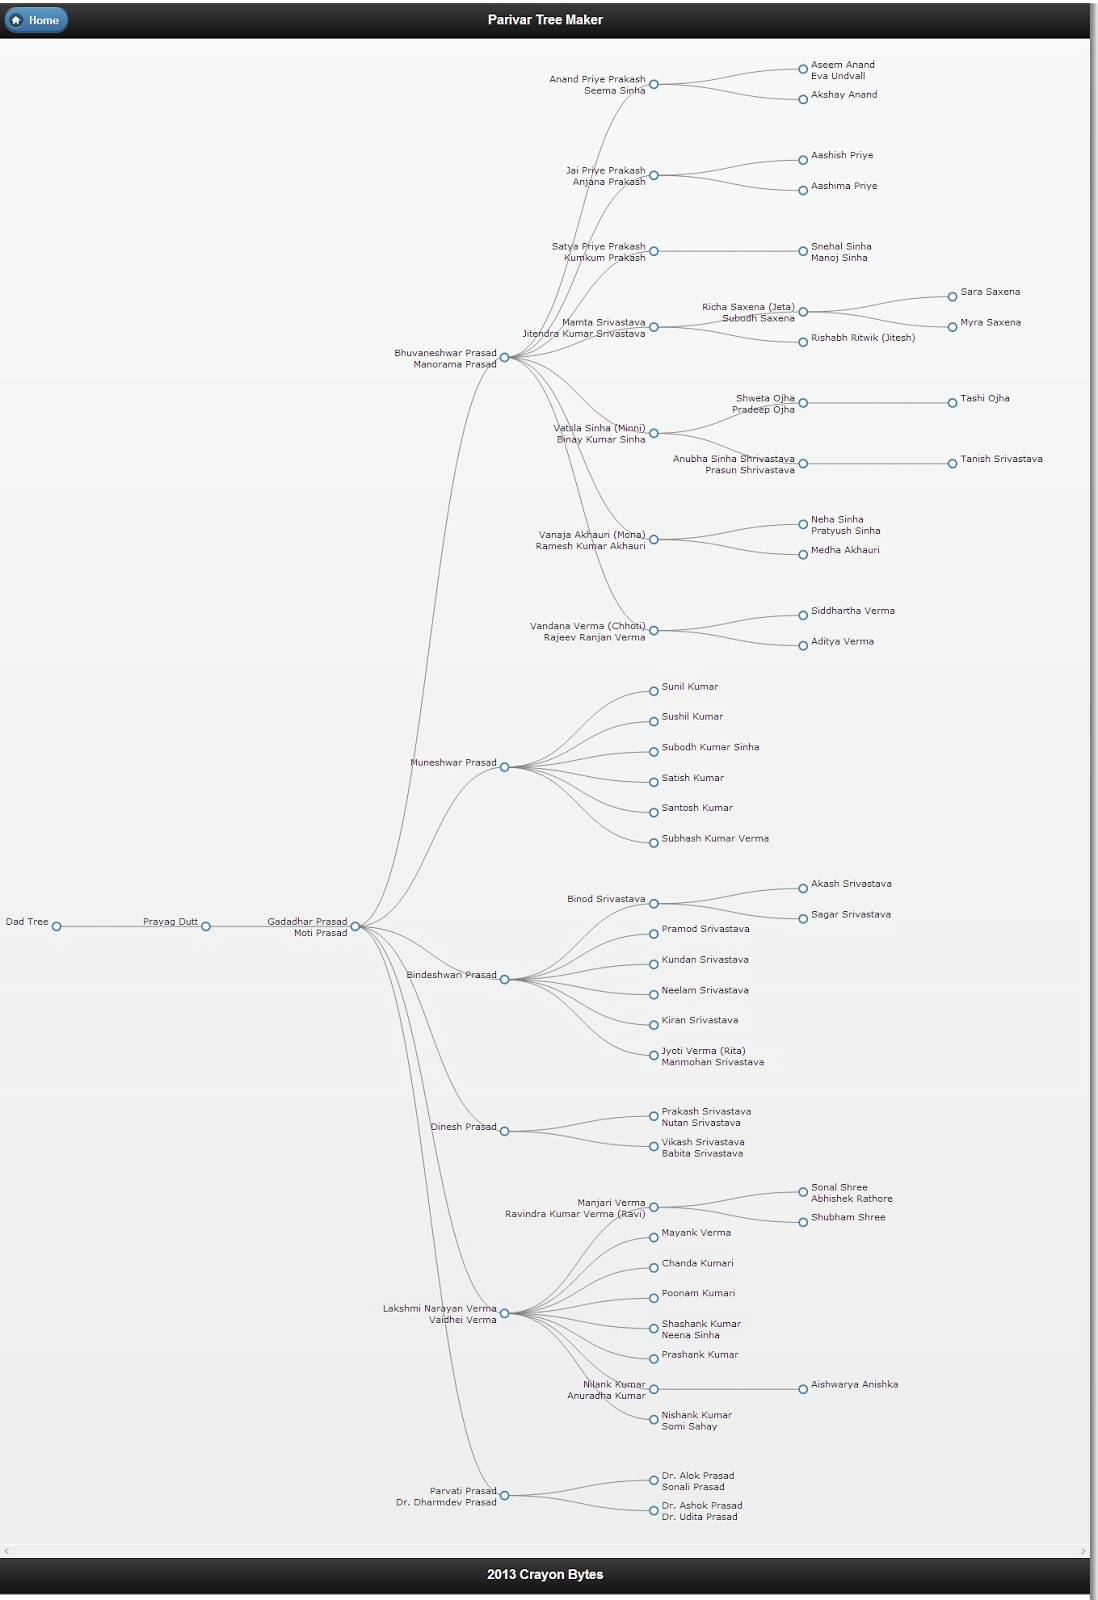 Home
Parivar Tree Maker
Anand Priye Prakash
Seema Sinha
Aseem Anand
Eva Undvall
Akshay Anand
Jai Priye Prakash
Anjana Prakash
Aashish Priye
Aashima Priye
Satya Priye Prakash
Kumkum Prakash
Snehal Sinha
Manoj Sinha
Mamta Srivastava
Jitendra Kumar Srivastava
Richa Saxena (Jeta)
Subodh Saxena
Sara Saxena
Myra Saxena
Rishabh Ritwik (Jitesh)
Bhuvaneshwar Prasad
Manorama Prasad
Vatsla Sinha (Minni)
Binay Kumar Sinha
Shweta Ojha
Pradeep Ojha
Tashi Ojha
Anubha Sinha Shrivastava
Prasun Shrivastava
Tanish Srivastava
Vanaja Akhauri (Mona)
Ramesh Kumar Akhauri
Neha Sinha
Pratyush Sinha
Medha Akhauri
Vandana Verma (Chhoti)
Rajeev Ranjan Verma
Siddhartha Verma
Aditya Verma
Muneshwar Prasad
Sunil Kumar
Sushil Kumar
Subodh Kumar Sinha
Satish Kumar
Santosh Kumar
Subhash Kumar Verma
Dad Tree
Prayag Dutt
Gadadhar Prasad
Moti Prasad
Bindeshwari Prasad
Binod Srivastava
Akash Srivastava
Sagar Srivastava
Pramod Srivastava
Kundan Srivastava
Neelam Srivastava
Kiran Srivastava
Jyoti Verma (Rita)
Manmohan Srivastava
Dinesh Prasad
Prakash Srivastava
Nutan Srivastava
Vikash Srivastava
Babita Srivastava
Lakshmi Narayan Verma
Vaidhei Verma
Manjari Verma
Ravindra Kumar Verma (Ravi)
Sonal Shree
Abhishek Rathore
Shubham Shree
Mayank Verma
Chanda Kumari
Poonam Kumari
Shashank Kumar
Neena Sinha
Prashank Kumar
Nilank Kumar
Anuradha Kumar
Aishwarya Anishka
Nishank Kumar
Somi Sahay
Parvati Prasad
Dr. Dharmdev Prasad
Dr. Alok Prasad
Sonali Prasad
Dr. Ashok Prasad
Dr. Udita Prasad
2013 Crayon Bytes